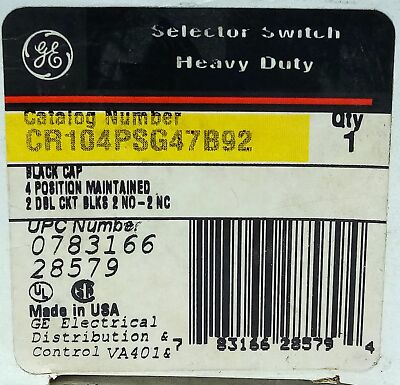 GE
Selector Switch
Heavy Duty
Catalog Number
Qty
CR104PSG47B92
1
BLACK CAP
4 POSITION MAINTAINED
2 DBL CKT BLKS 2 NO-2 NC
UPC Number
0783166
28579
UL
Made in USA
GE Electrical
Distribution &
Control VA401&
7 83166 28579 4